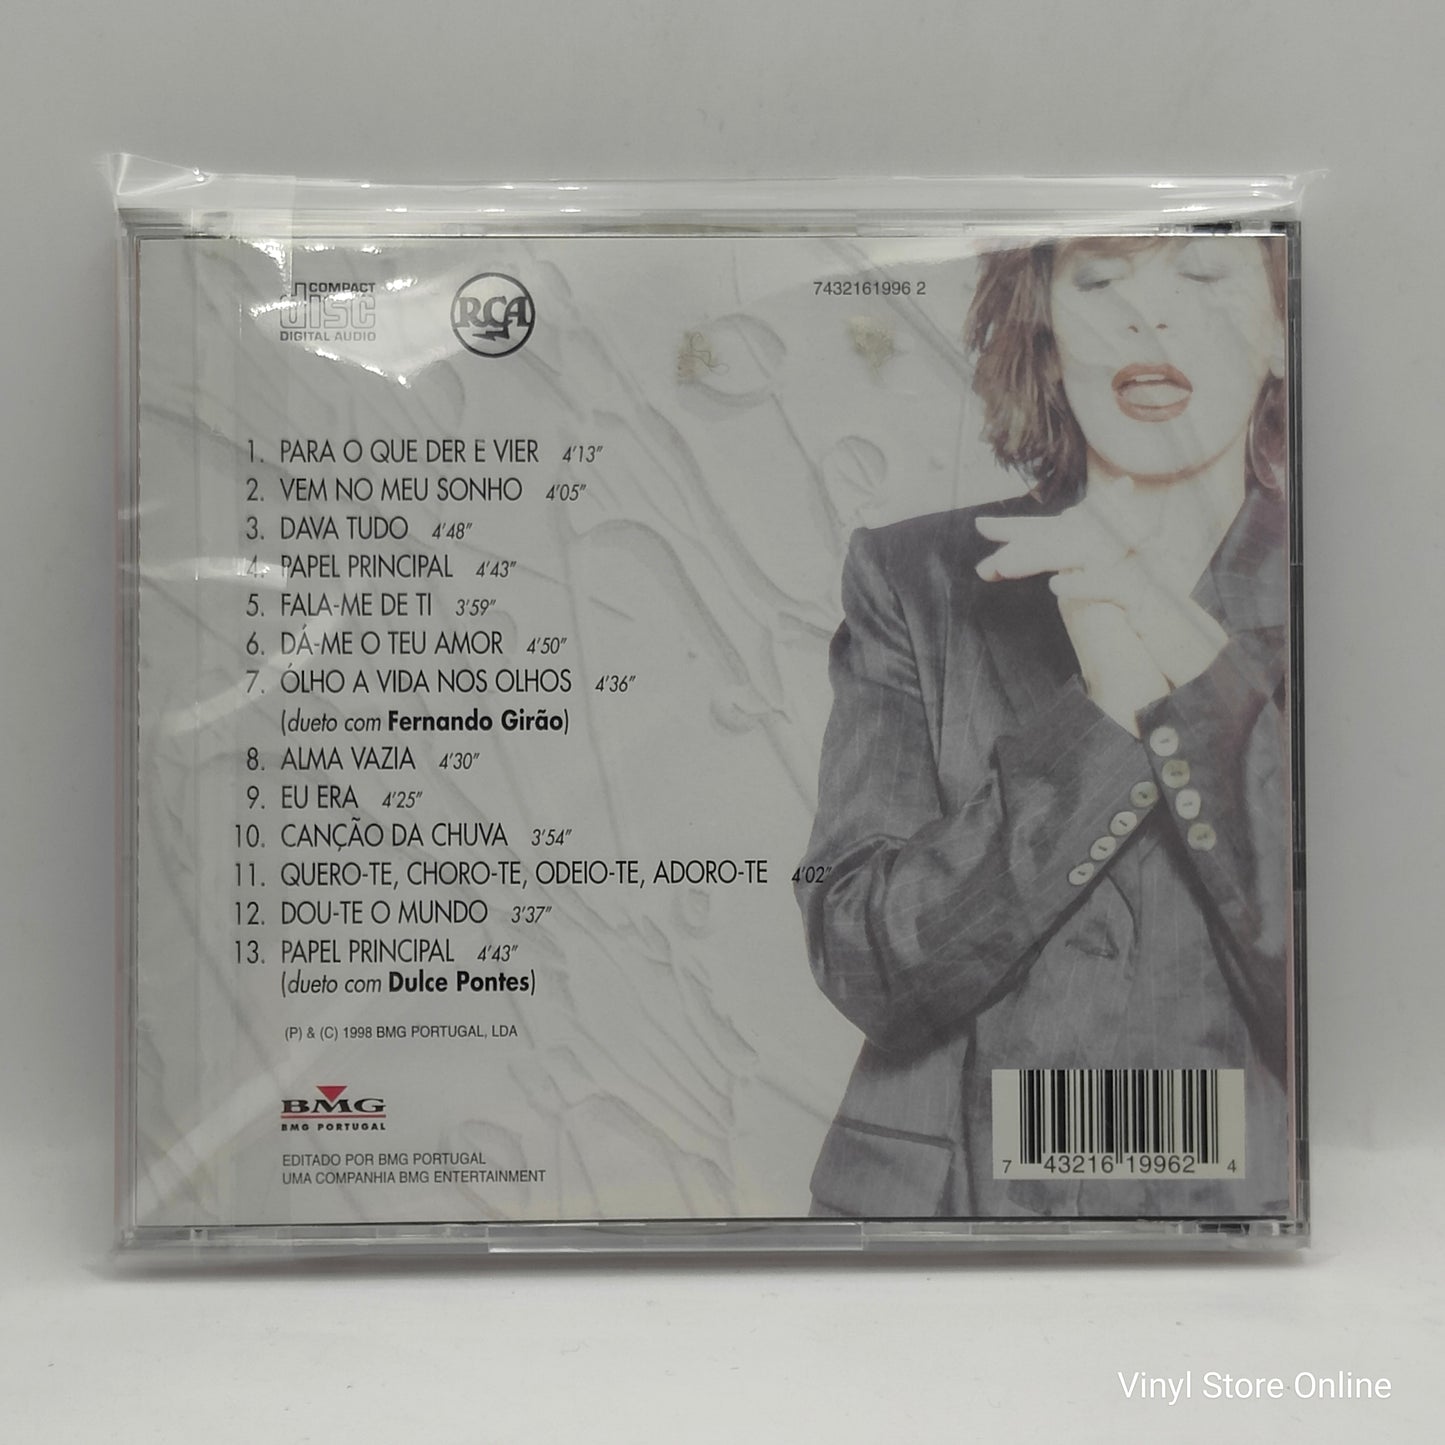 COMPACT
disc
DIGITAL AUDIO
RCA
7432161996 2
1. PARA O QUE DER E VIER 4'13"
2. VEM NO MEU SONHO 4'05"
3. DAVA TUDO 4'48"
4. PAPEL PRINCIPAL 4'43"
5. FALA-ME DE TI 3'59"
6. DÁ-ME O TEU AMOR 4'50"
7. ÓLHO A VIDA NOS OLHOS 4'36"
(dueto com Fernando Girão)
8. ALMA VAZIA 4'30"
9. EU ERA 4'25"
10. CANÇÃO DA CHUVA 3'54"
11. QUERO-TE, CHORO-TE, ODEIO-TE, ADORO-TE 4'02"
12. DOU-TE O MUNDO 3'37"
13. PAPEL PRINCIPAL 4'43"
(dueto com Dulce Pontes)
(P) & (C) 1998 BMG PORTUGAL, LDA
BMG
BMG PORTUGAL
EDITADO POR BMG PORTUGAL
UMA COMPANHIA BMG ENTERTAINMENT
7 43216 19962 4
Vinyl Store Online